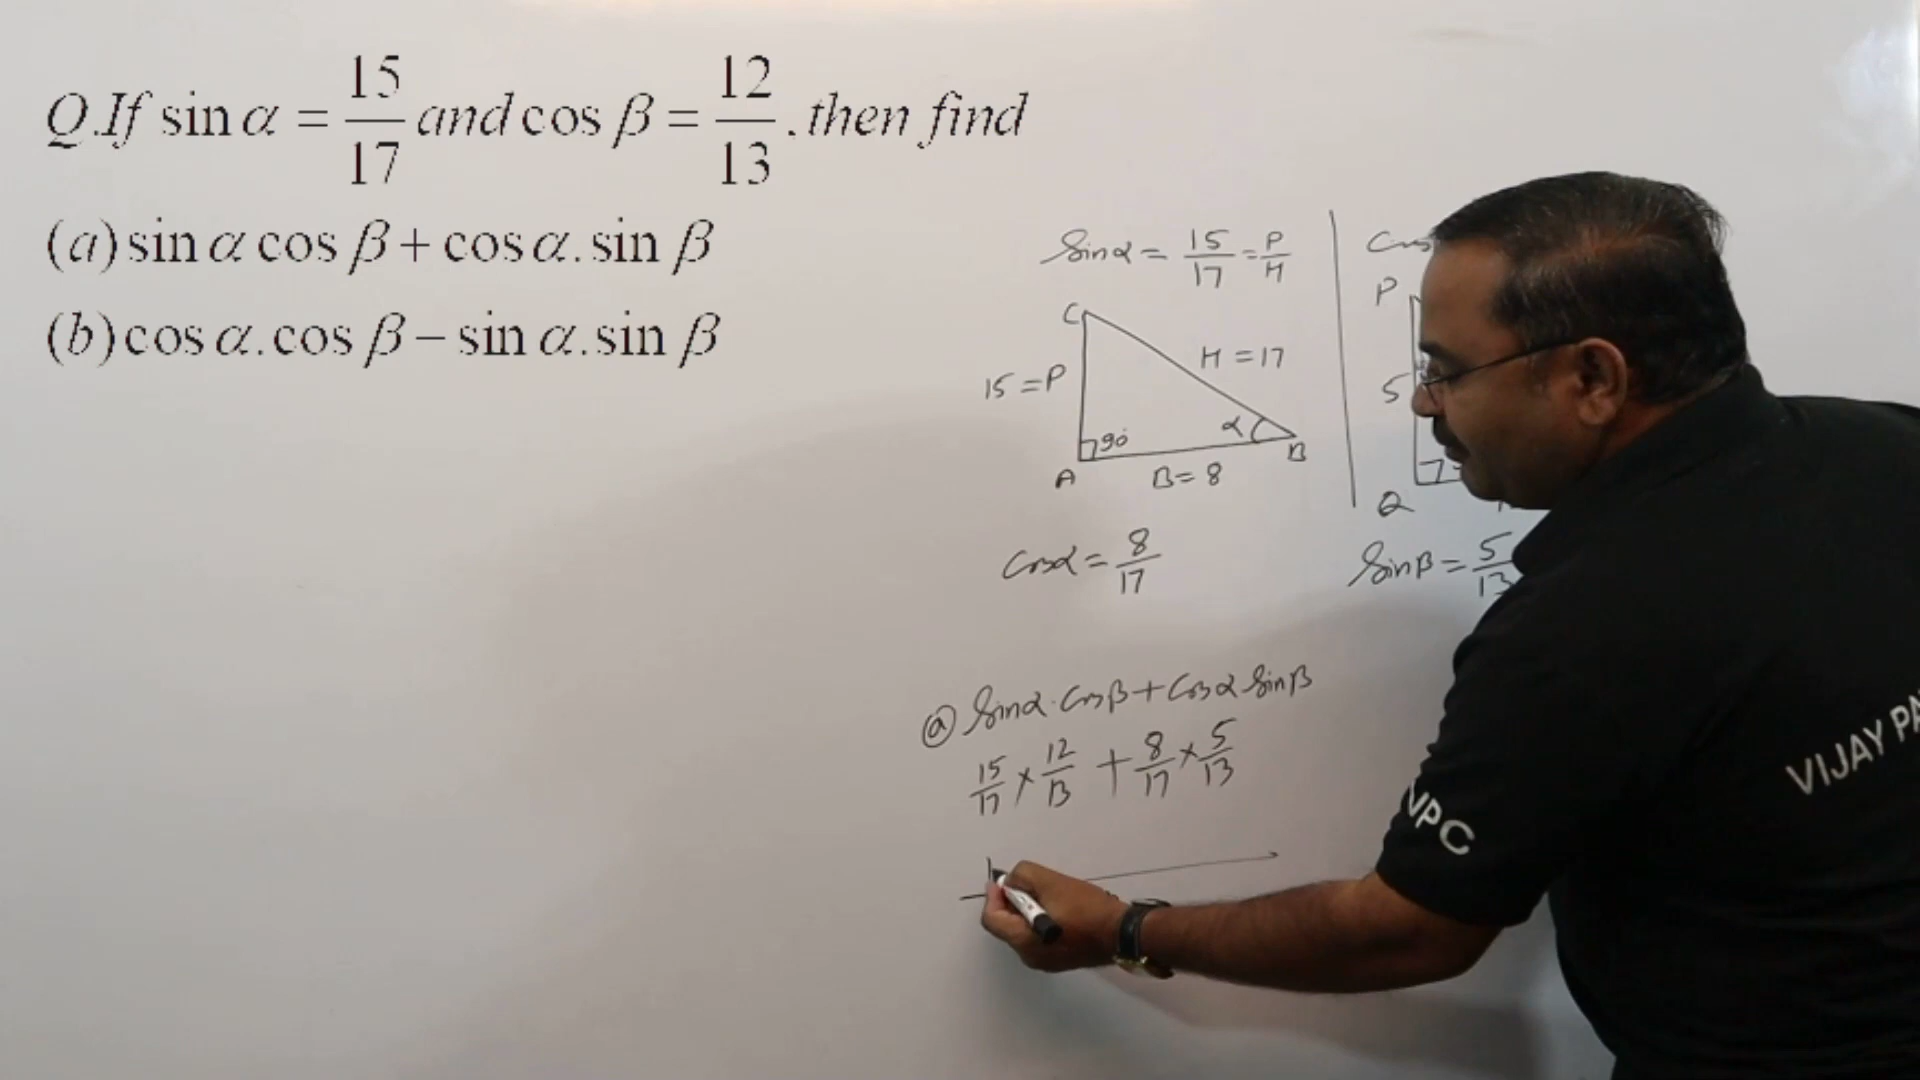 Q.If sin α = 15/17 and cos β = 12/13 . then find
(a) sin α cos β + cos α. sin β
(b) cos α. cos β − sin α. sin β
Sinα = 15/17 = P/H
C
H = 17
15 = P
90°
α
A
B
B = 8
Cosα = 8/17
P
5
Q
Sinβ = 5/13
ⓐ Sinα · Cosβ + Cosα Sinβ
15/17 × 12/13 + 8/17 × 5/13
NPC
VIJAY